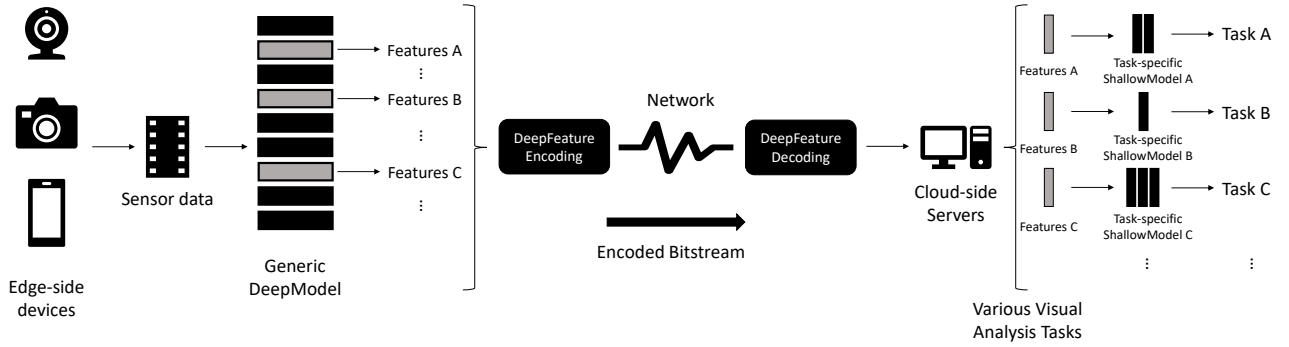 Edge-side
devices
Sensor data
Generic
DeepModel
Features A
⋮
Features B
⋮
Features C
⋮
DeepFeature
Encoding
Network
DeepFeature
Decoding
Encoded Bitstream
Cloud-side
Servers
Features A
Task-specific
ShallowModel A
Task A
Features B
Task-specific
ShallowModel B
Task B
Features C
Task-specific
ShallowModel C
Task C
⋮
⋮
Various Visual
Analysis Tasks